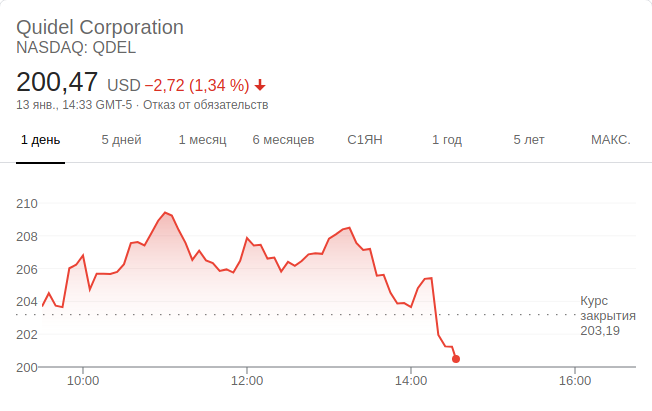 Quidel Corporation
NASDAQ: QDEL
200,47 USD −2,72 (1,34 %)
13 янв., 14:33 GMT-5 · Отказ от обязательств
1 день 5 дней 1 месяц 6 месяцев С1ЯН 1 год 5 лет МАКС.
210
208
206
204
202
200
Курс
закрытия
203,19
10:00 12:00 14:00 16:00